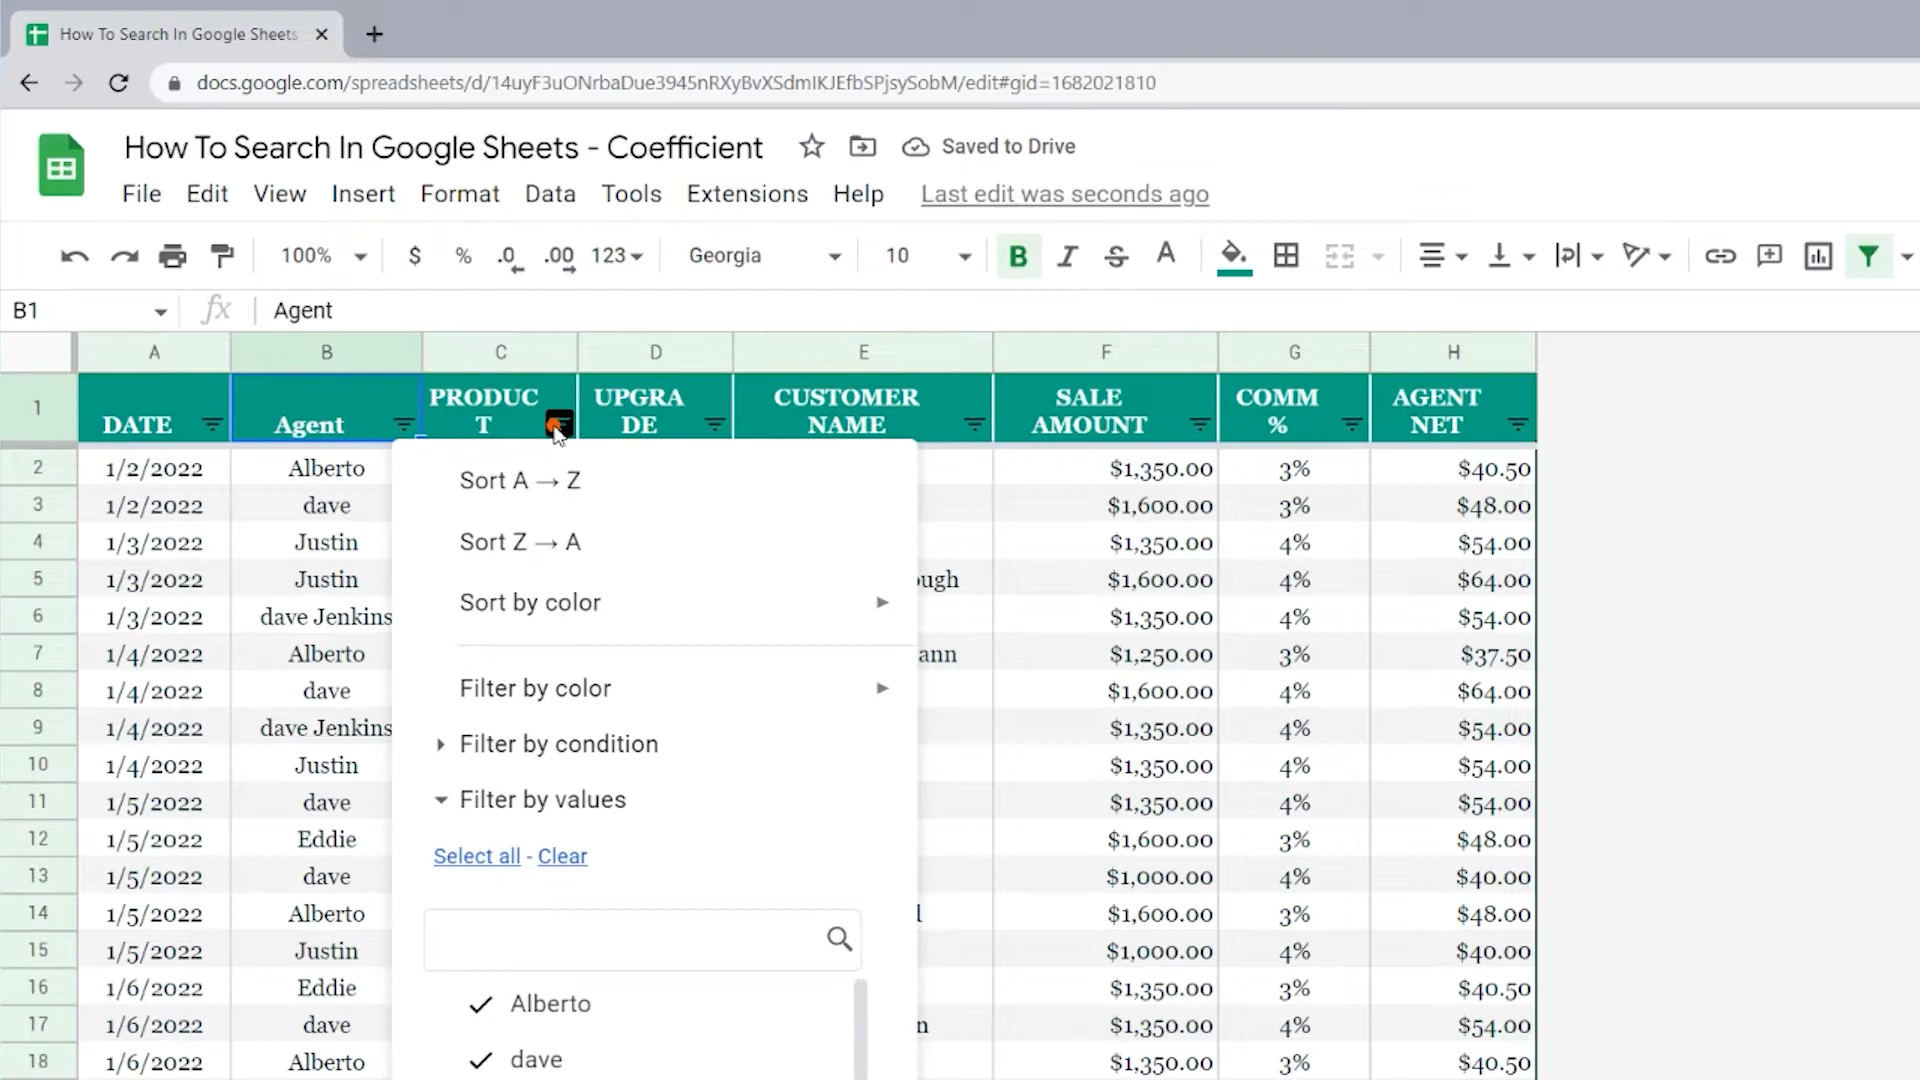 How To Search In Google Sheets
docs.google.com/spreadsheets/d/14uyF3uONrbaDue3945nRXyBvXSdmIKJEfbSPjsySobM/edit#gid=1682021810
How To Search In Google Sheets - Coefficient Saved to Drive
File Edit View Insert Format Data Tools Extensions Help Last edit was seconds ago
100% $ % .0 .00 123 Georgia 10 B I S A
B1 fx Agent
A B C D E F G H
1 DATE Agent PRODUC
T UPGRA
DE CUSTOMER
NAME SALE
AMOUNT COMM
% AGENT
NET
2 1/2/2022 Alberto $1,350.00 3% $40.50
3 1/2/2022 dave $1,600.00 3% $48.00
4 1/3/2022 Justin $1,350.00 4% $54.00
5 1/3/2022 Justin ough $1,600.00 4% $64.00
6 1/3/2022 dave Jenkins $1,350.00 4% $54.00
7 1/4/2022 Alberto ann $1,250.00 3% $37.50
8 1/4/2022 dave $1,600.00 4% $64.00
9 1/4/2022 dave Jenkins $1,350.00 4% $54.00
10 1/4/2022 Justin $1,350.00 4% $54.00
11 1/5/2022 dave $1,350.00 4% $54.00
12 1/5/2022 Eddie $1,600.00 3% $48.00
13 1/5/2022 dave $1,000.00 4% $40.00
14 1/5/2022 Alberto $1,600.00 3% $48.00
15 1/5/2022 Justin $1,000.00 4% $40.00
16 1/6/2022 Eddie $1,350.00 3% $40.50
17 1/6/2022 dave n $1,350.00 4% $54.00
18 1/6/2022 Alberto $1,350.00 3% $40.50
Sort A → Z
Sort Z → A
Sort by color
Filter by color
Filter by condition
Filter by values
Select all - Clear
Alberto
dave